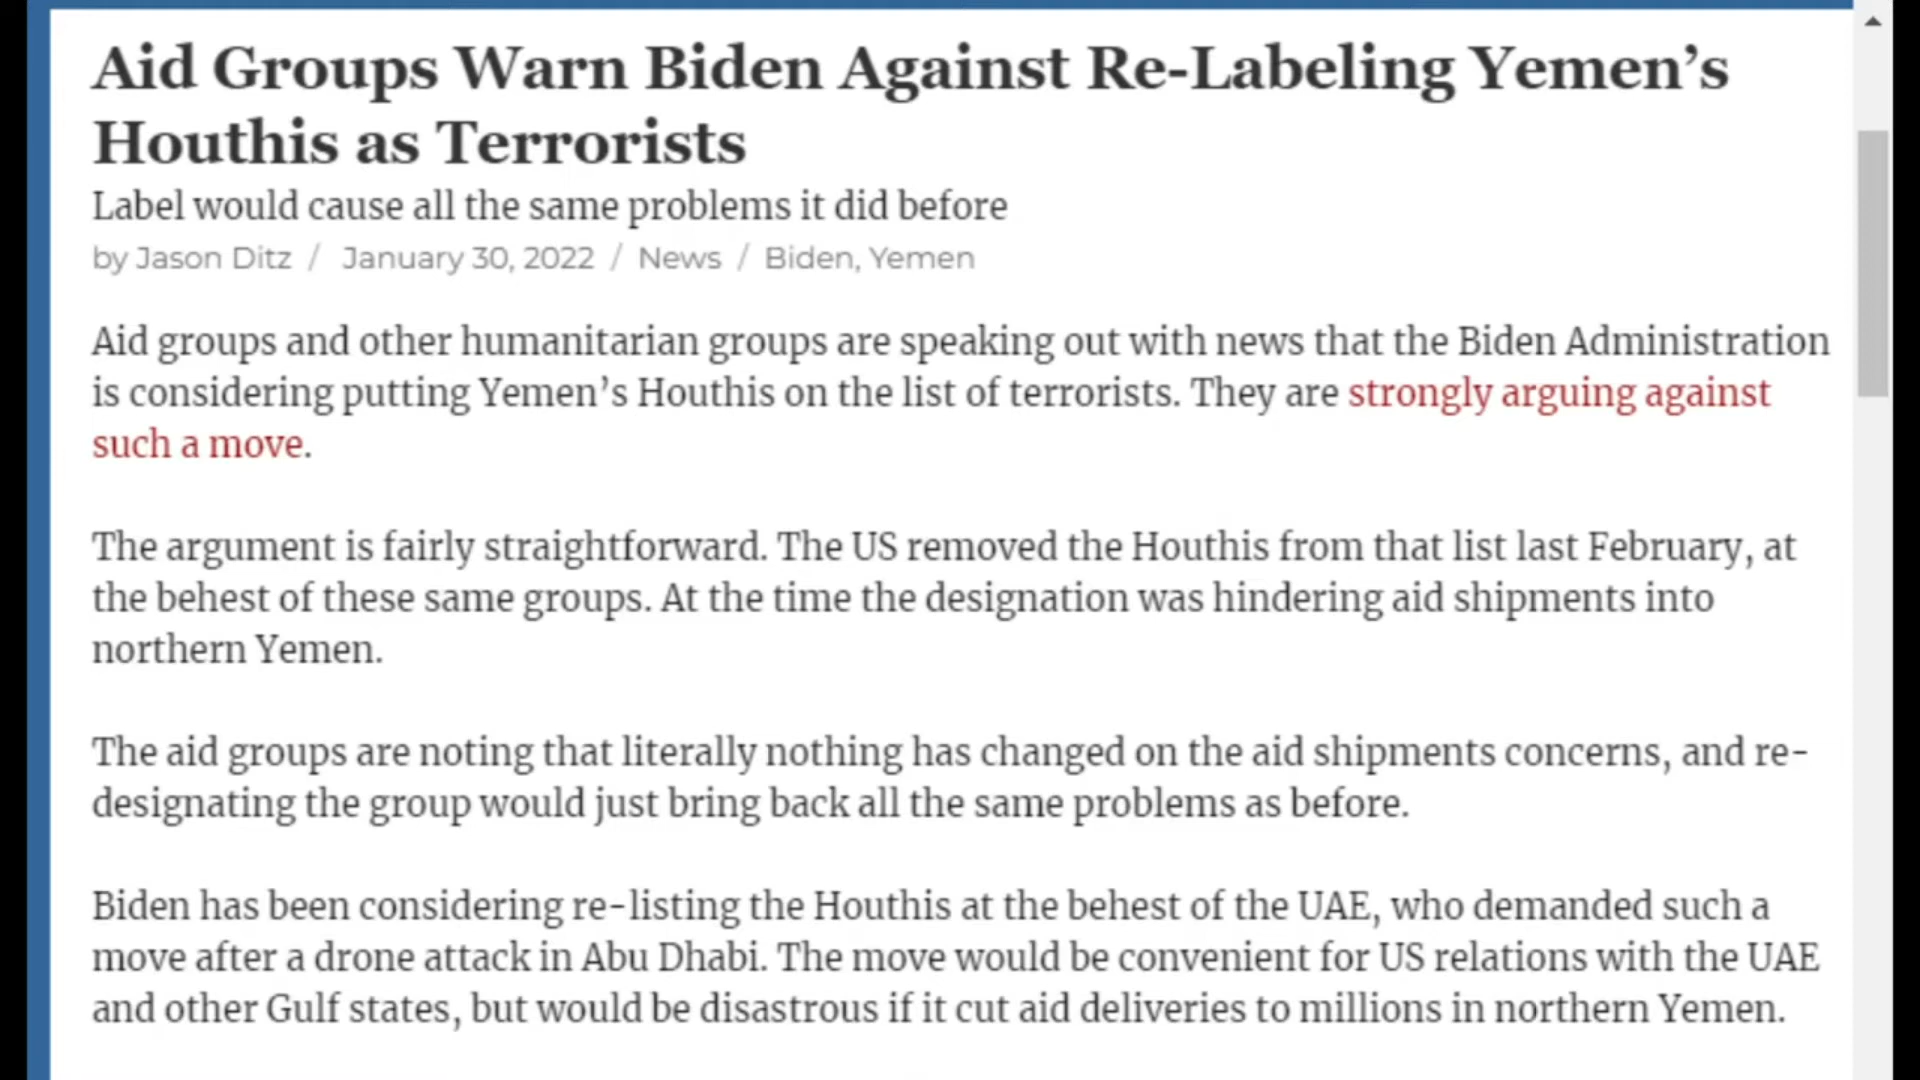 Aid Groups Warn Biden Against Re-Labeling Yemen’s
Houthis as Terrorists
Label would cause all the same problems it did before
by Jason Ditz / January 30, 2022 / News / Biden, Yemen
Aid groups and other humanitarian groups are speaking out with news that the Biden Administration
is considering putting Yemen’s Houthis on the list of terrorists. They are strongly arguing against
such a move.
The argument is fairly straightforward. The US removed the Houthis from that list last February, at
the behest of these same groups. At the time the designation was hindering aid shipments into
northern Yemen.
The aid groups are noting that literally nothing has changed on the aid shipments concerns, and re-
designating the group would just bring back all the same problems as before.
Biden has been considering re-listing the Houthis at the behest of the UAE, who demanded such a
move after a drone attack in Abu Dhabi. The move would be convenient for US relations with the UAE
and other Gulf states, but would be disastrous if it cut aid deliveries to millions in northern Yemen.